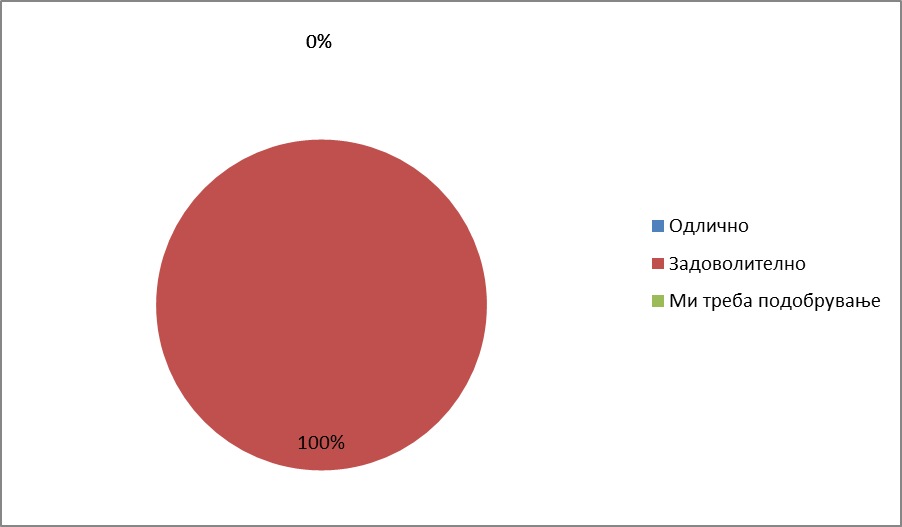 0%
100%
Одлично
Задоволително
Ми треба подобрување